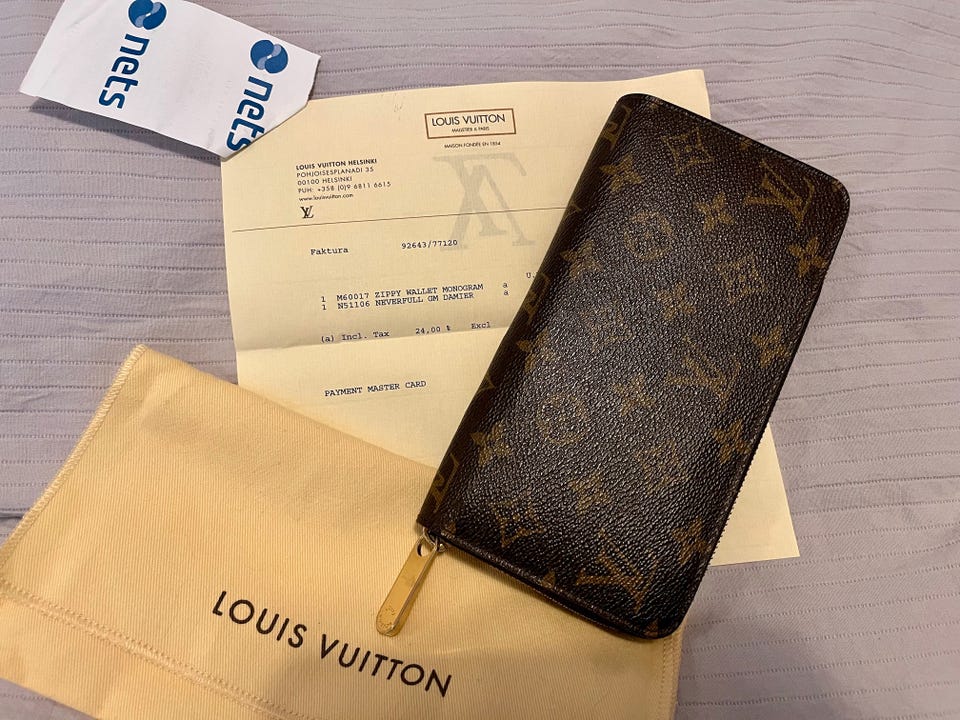 nets
nets
LOUIS VUITTON
MALLETIER A PARIS
MAISON FONDÉE EN 1854
LOUIS VUITTON HELSINKI
POHJOISESPLANADI 35
00100 HELSINKI
PUH: +358 (0)9 6811 6615
www.louisvuitton.com
LV
Faktura 92643/77120
1 M60017 ZIPPY WALLET MONOGRAM a
1 N51106 NEVERFULL GM DAMIER a
(a) Incl. Tax 24,00 % Excl
PAYMENT MASTER CARD
LOUIS VUITTON